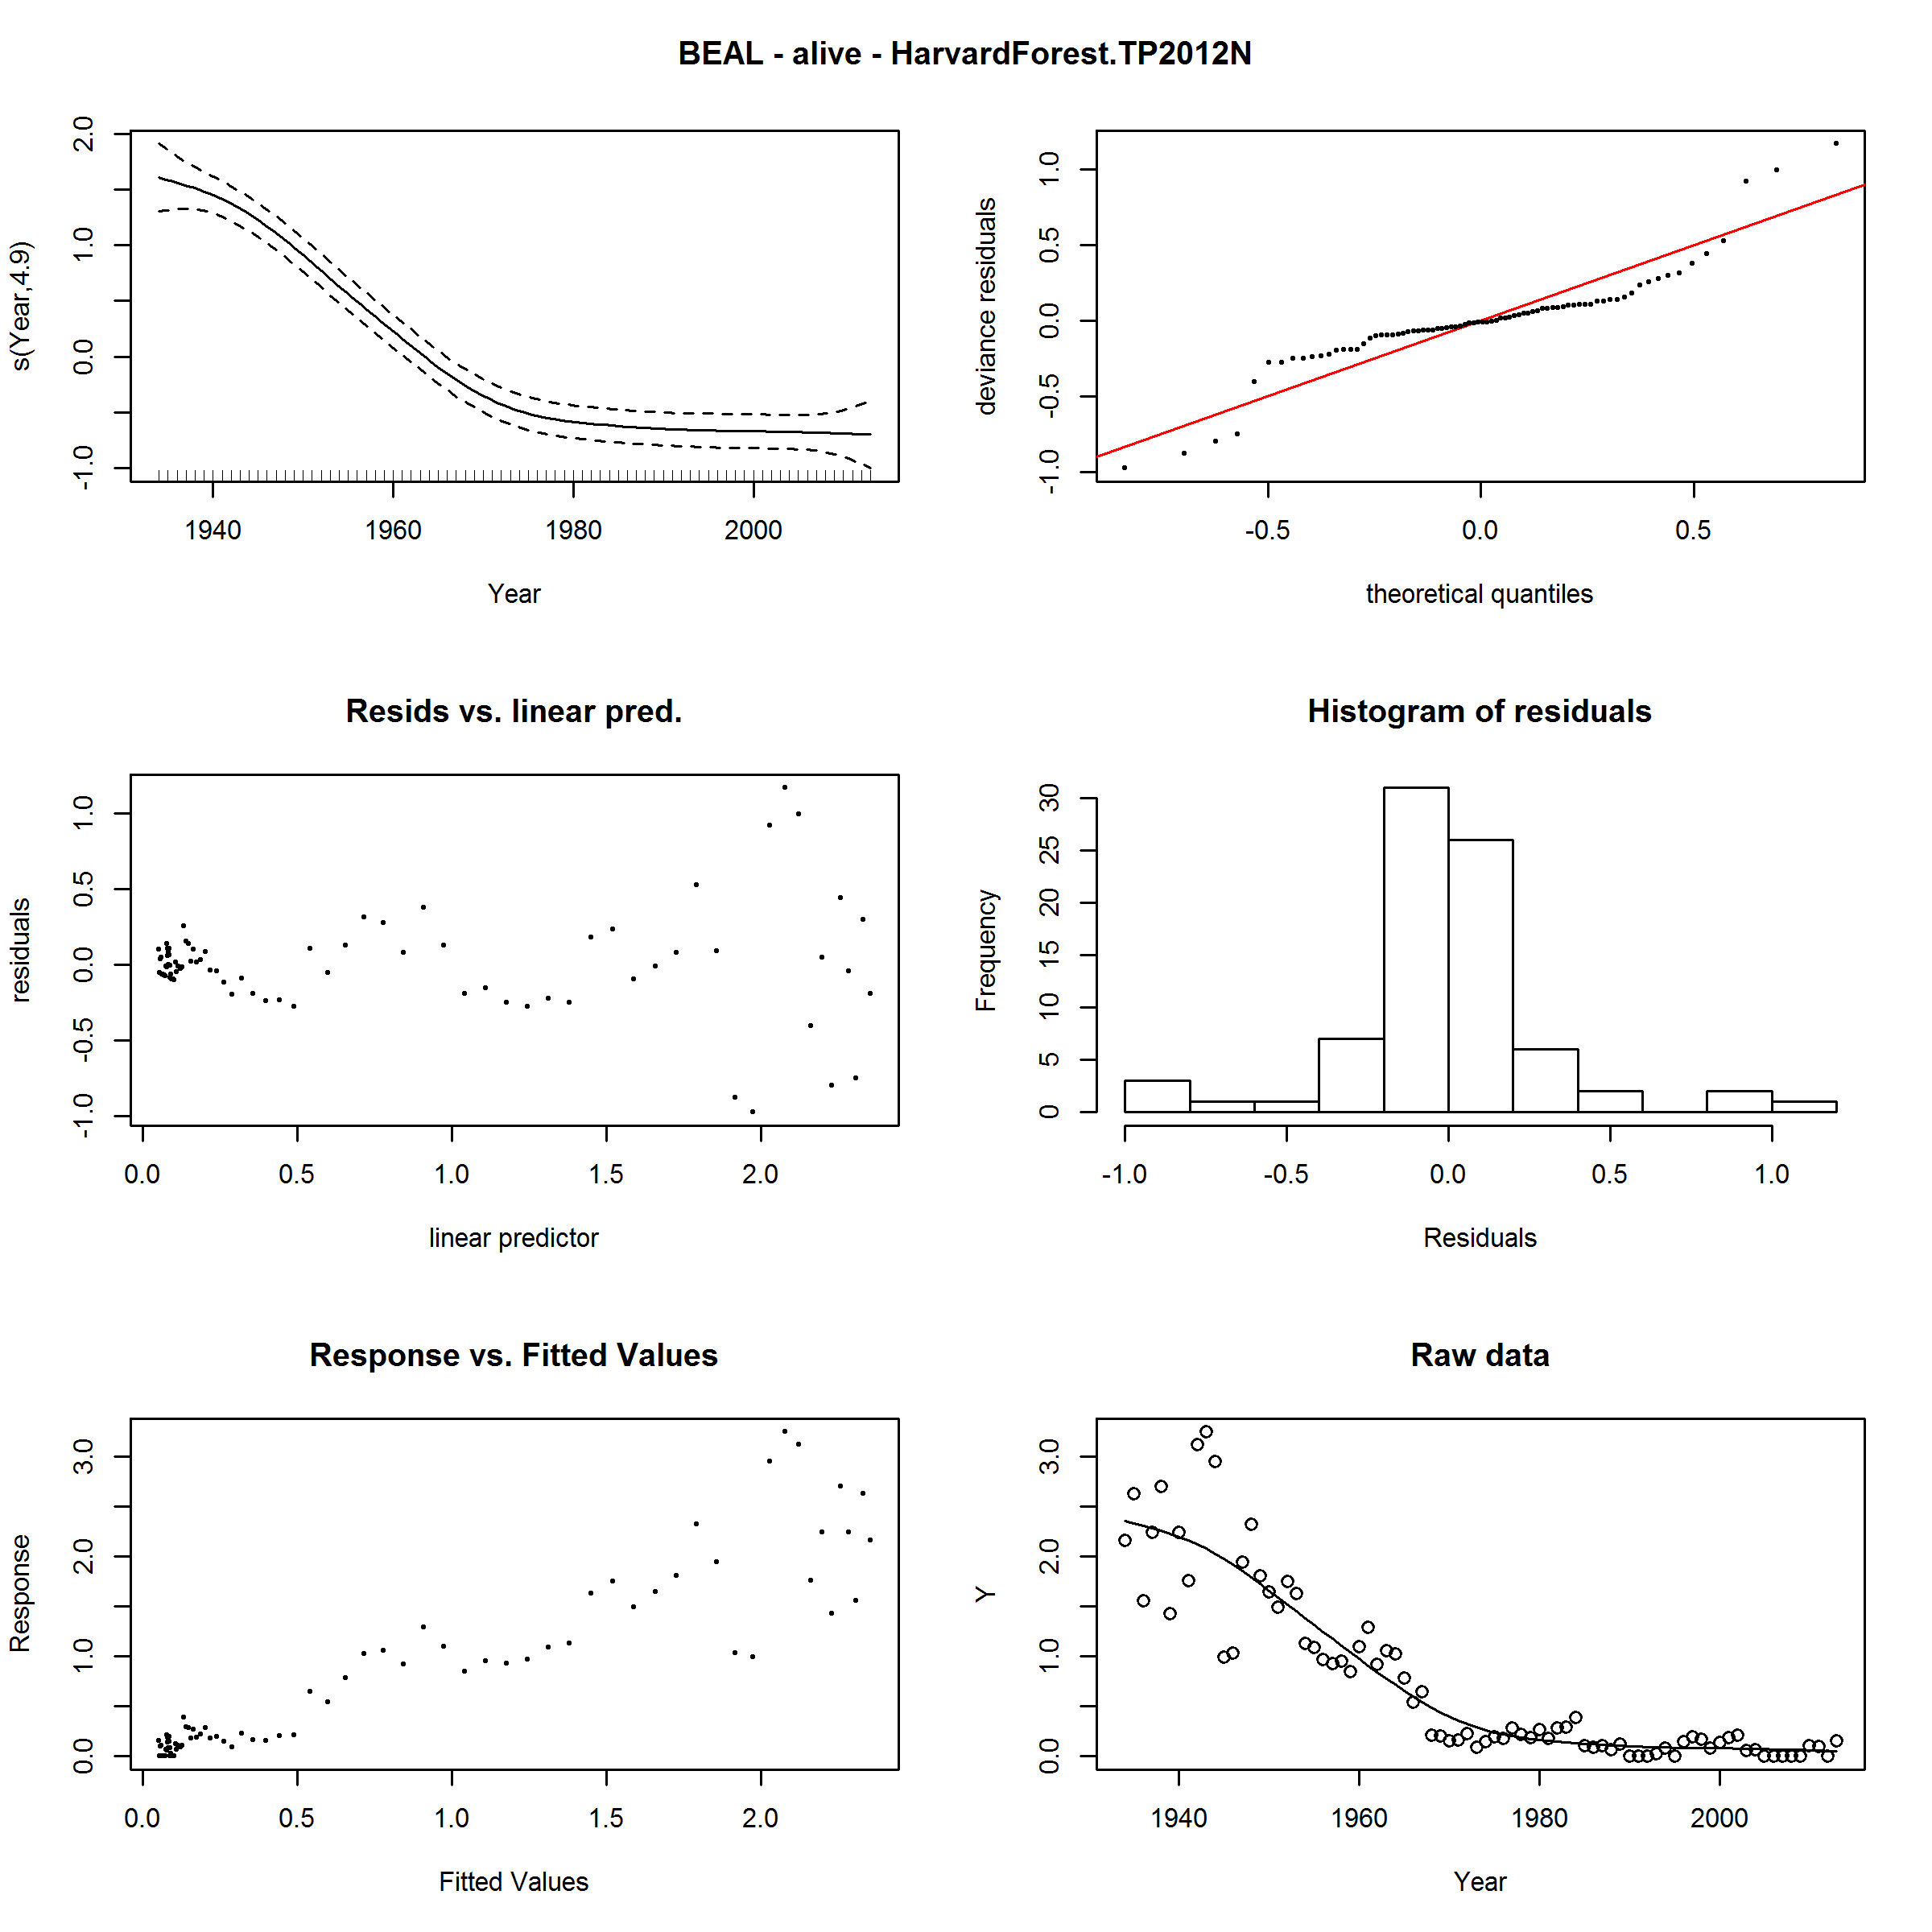 BEAL - alive - HarvardForest.TP2012N
s(Year,4.9)
-1.0 0.0 1.0 2.0
1940 1960 1980 2000
Year
deviance residuals
-1.0 -0.5 0.0 0.5 1.0
-0.5 0.0 0.5
theoretical quantiles
Resids vs. linear pred.
residuals
-1.0 -0.5 0.0 0.5 1.0
0.0 0.5 1.0 1.5 2.0
linear predictor
Histogram of residuals
Frequency
0 5 10 15 20 25 30
-1.0 -0.5 0.0 0.5 1.0
Residuals
Response vs. Fitted Values
Response
0.0 1.0 2.0 3.0
0.0 0.5 1.0 1.5 2.0
Fitted Values
Raw data
Y
0.0 1.0 2.0 3.0
1940 1960 1980 2000
Year